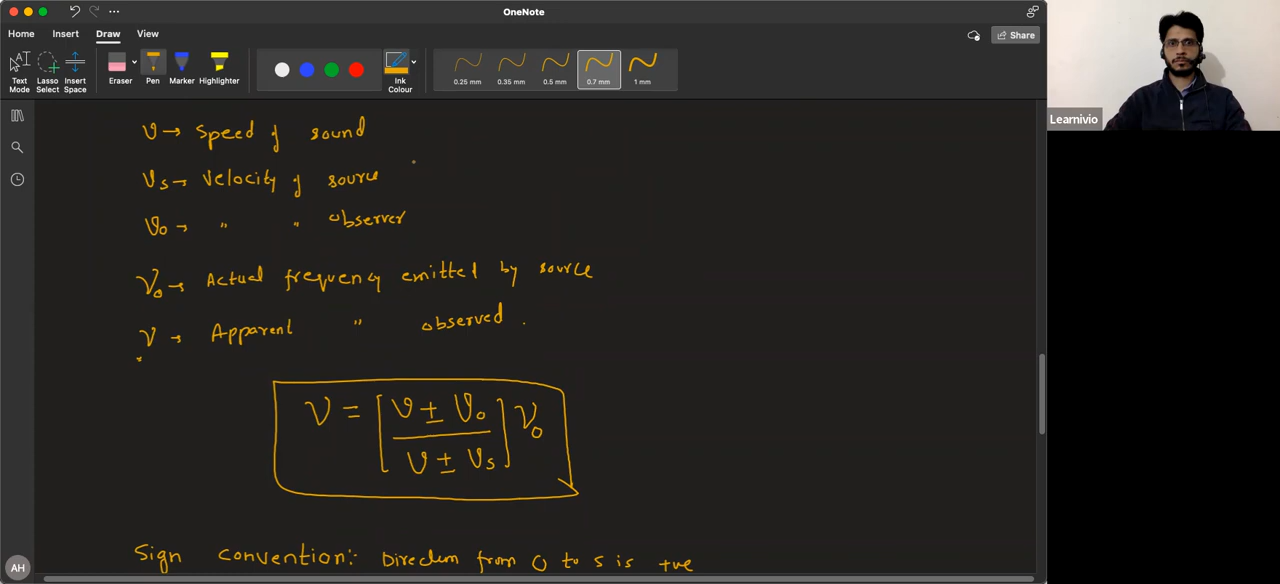 OneNote
Home Insert Draw View
Share
Text Mode
Lasso Select
Insert Space
Eraser
Pen
Marker
Highlighter
Ink Colour
0.25 mm
0.35 mm
0.5 mm
0.7 mm
1 mm
Learnivio
v → speed of sound
vs → velocity of source
vo → " " observer
ν₀ → Actual frequency emitted by source
ν → Apparent " observed .
ν = [ (v ± vo) / (v ± vs) ] ν₀
Sign convention:- Direction from O to S is +ve
AH